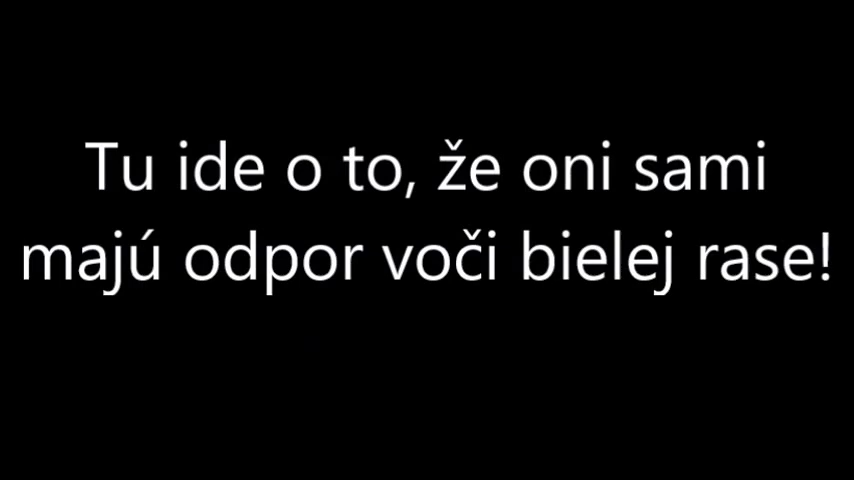 Tu ide o to, že oni sami
majú odpor voči bielej rase!